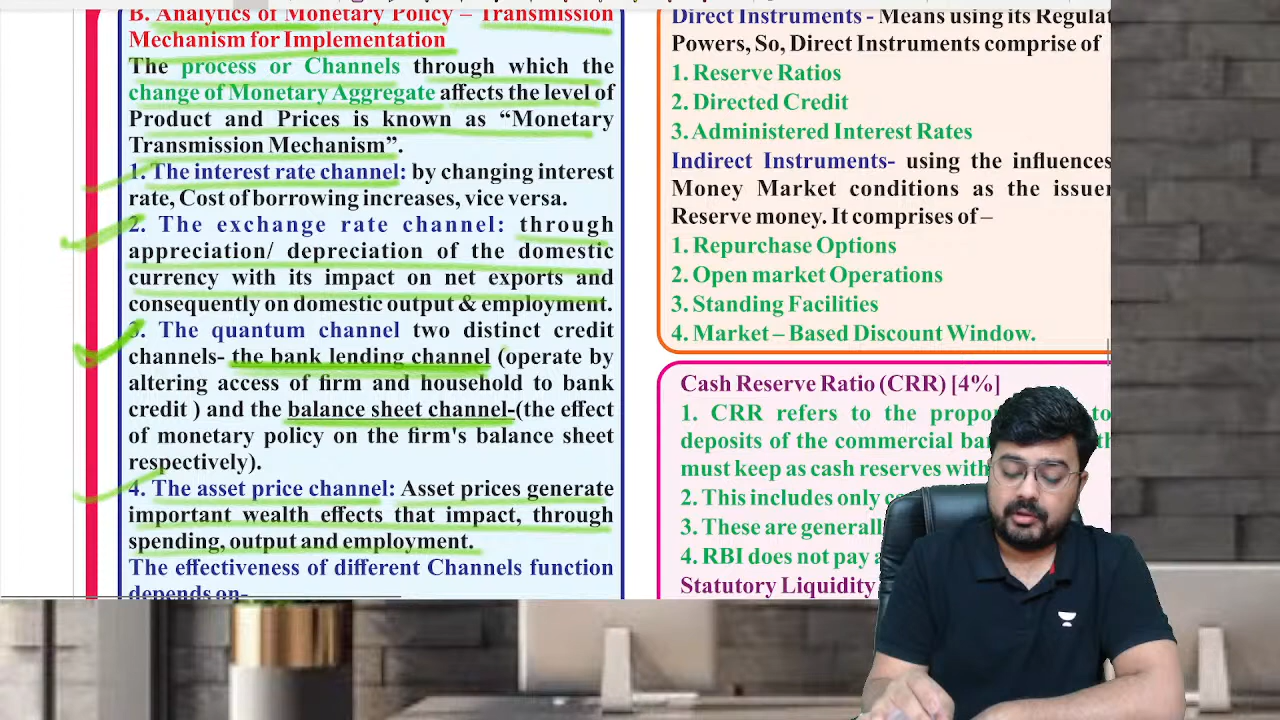 B. Analytics of Monetary Policy – Transmission
Mechanism for Implementation
The process or Channels through which the
change of Monetary Aggregate affects the level of
Product and Prices is known as “Monetary
Transmission Mechanism”.
1. The interest rate channel: by changing interest
rate, Cost of borrowing increases, vice versa.
2. The exchange rate channel: through
appreciation/ depreciation of the domestic
currency with its impact on net exports and
consequently on domestic output & employment.
3. The quantum channel two distinct credit
channels- the bank lending channel (operate by
altering access of firm and household to bank
credit ) and the balance sheet channel-(the effect
of monetary policy on the firm's balance sheet
respectively).
4. The asset price channel: Asset prices generate
important wealth effects that impact, through
spending, output and employment.
The effectiveness of different Channels function
depends on-
Direct Instruments - Means using its
Powers, So, Direct Instruments comprise of
1. Reserve Ratios
2. Directed Credit
3. Administered Interest Rates
Indirect Instruments- using the influences
Money Market conditions as the
Reserve money. It comprises of –
1. Repurchase Options
2. Open market Operations
3. Standing Facilities
4. Market – Based Discount Window.
Cash Reserve Ratio (CRR) [4%]
1. CRR refers to the
deposits of the commercial
must keep as cash reserves with
2. This includes only
3. These are
4. RBI does not pay
Statutory Liquidity